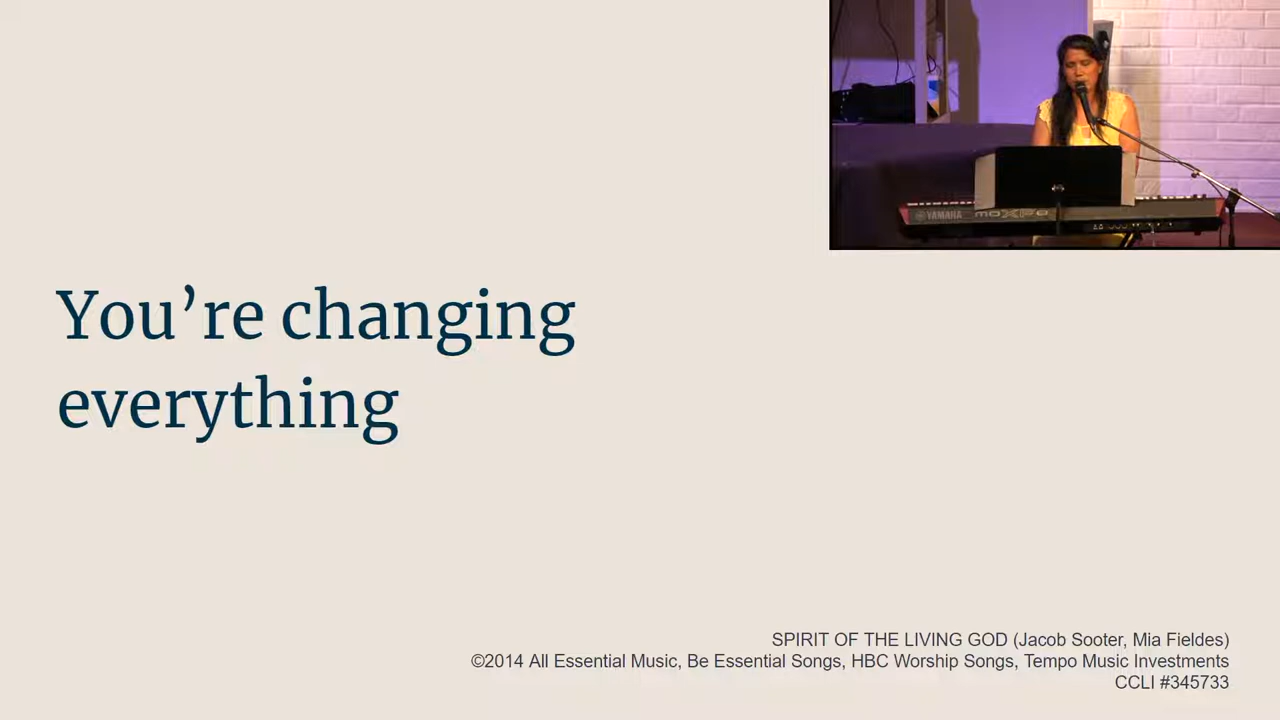 YAMAHA MOXF8
You’re changing
everything
SPIRIT OF THE LIVING GOD (Jacob Sooter, Mia Fieldes)
©2014 All Essential Music, Be Essential Songs, HBC Worship Songs, Tempo Music Investments
CCLI #345733